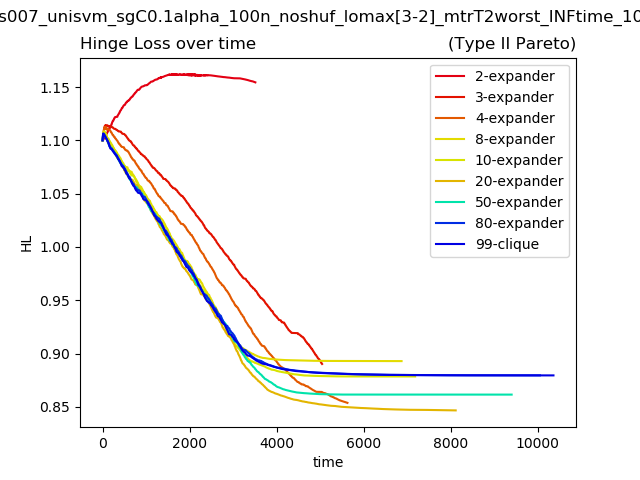 s007_unisvm_sgC0.1alpha_100n_noshuf_lomax[3-2]_mtrT2worst_INFtime_10
Hinge Loss over time (Type II Pareto)
2-expander
3-expander
4-expander
8-expander
10-expander
20-expander
50-expander
80-expander
99-clique
1.15
1.10
1.05
1.00
0.95
0.90
0.85
HL
0 2000 4000 6000 8000 10000
time